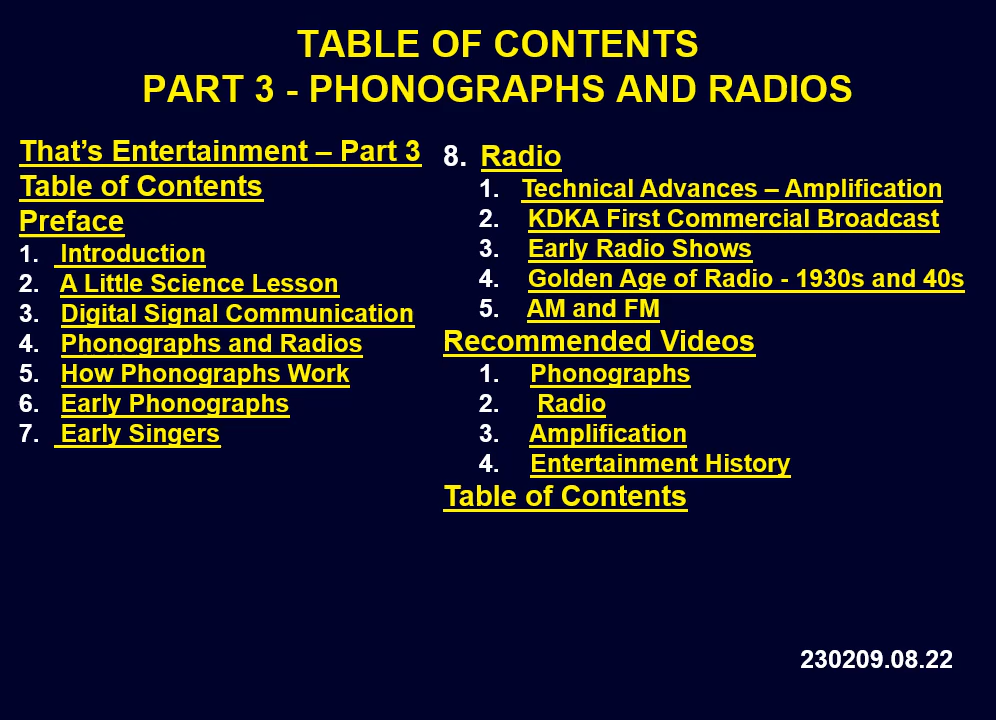 TABLE OF CONTENTS
PART 3 - PHONOGRAPHS AND RADIOS
That’s Entertainment – Part 3
Table of Contents
Preface
1. Introduction
2. A Little Science Lesson
3. Digital Signal Communication
4. Phonographs and Radios
5. How Phonographs Work
6. Early Phonographs
7. Early Singers
8. Radio
1. Technical Advances – Amplification
2. KDKA First Commercial Broadcast
3. Early Radio Shows
4. Golden Age of Radio - 1930s and 40s
5. AM and FM
Recommended Videos
1. Phonographs
2. Radio
3. Amplification
4. Entertainment History
Table of Contents
230209.08.22